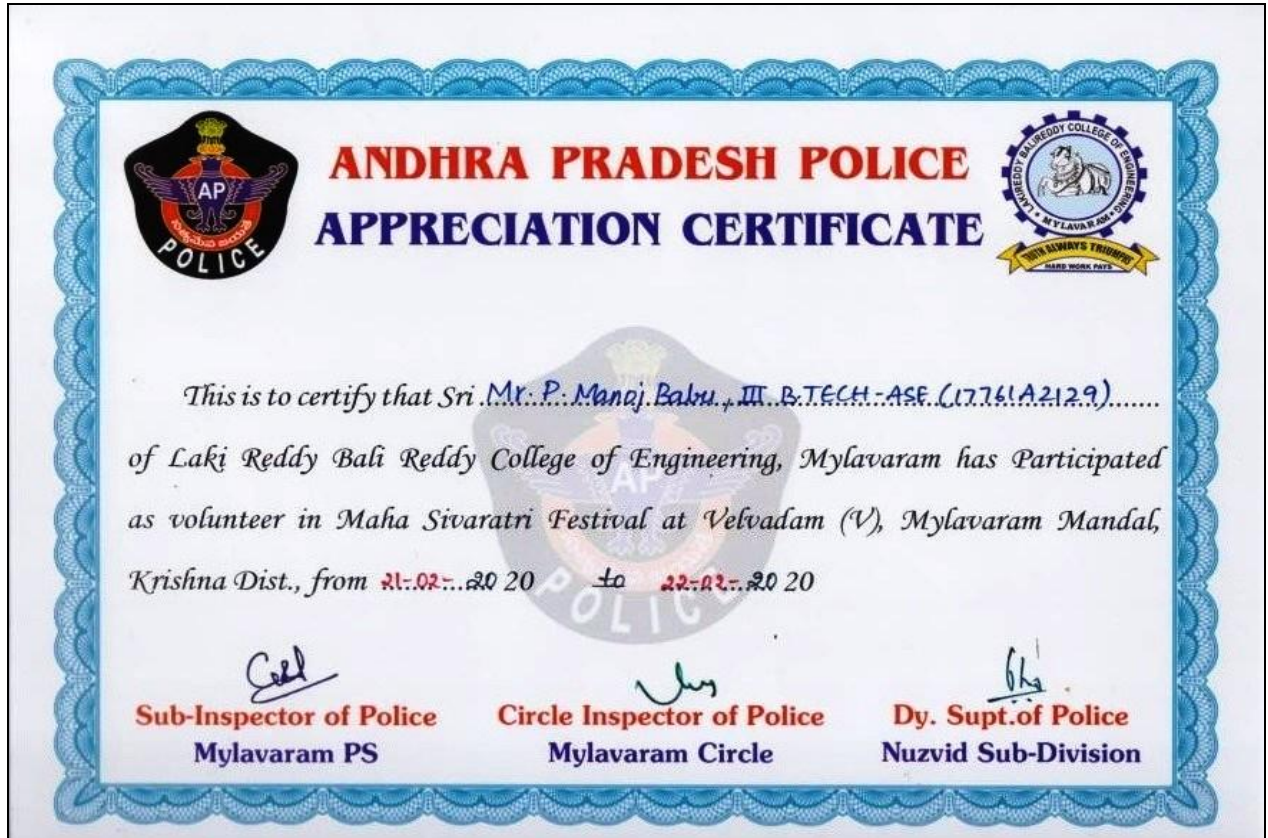 ANDHRA PRADESH POLICE
APPRECIATION CERTIFICATE
AP
POLICE
LAKIREDDY BALIREDDY COLLEGE OF ENGINEERING
MYLAVARAM
TRUTH ALWAYS TRIUMPHS
HARD WORK PAYS
This is to certify that Sri Mr. P. Manoj Babu, III B.TECH-ASE (17761A2129)
of Laki Reddy Bali Reddy College of Engineering, Mylavaram has Participated
as volunteer in Maha Sivaratri Festival at Velvadam (V), Mylavaram Mandal,
Krishna Dist., from 21-02-2020 20 to 22-02-2020 20
AP
POLICE
Sub-Inspector of Police
Mylavaram PS
Circle Inspector of Police
Mylavaram Circle
Dy. Supt.of Police
Nuzvid Sub-Division